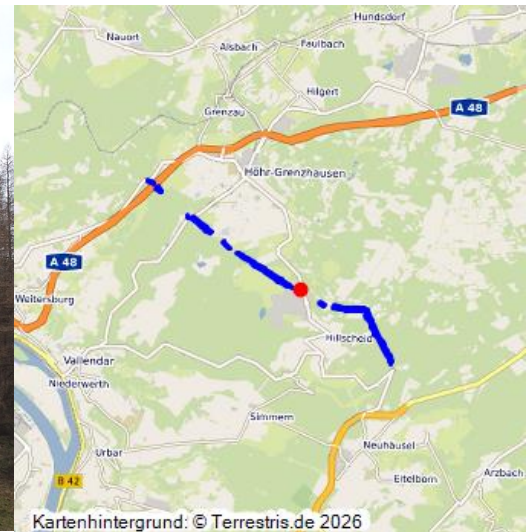 Nauort
Hundsdorf
Alsbach
Faulbach
Hilgert
Grenzau
A 48
Höhr-Grenzhausen
A 48
Weitersburg
Vallendar
Niederwerth
Hillscheid
Simmern
Urbar
Neuhäusel
B 42
Eitelborn
Arzbach
Kartenhintergrund: © Terrestris.de 2026